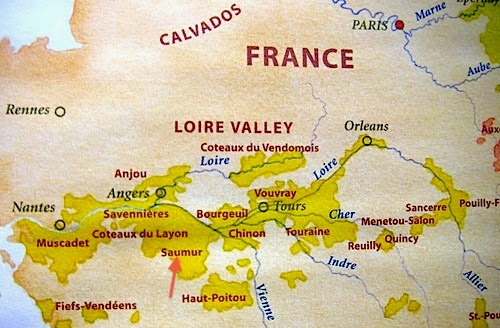 CALVADOS
PARIS
Marne
FRANCE
Aube
Rennes
LOIRE VALLEY
Orleans
Coteaux du Vendomois
Loire
Loire
Anjou
Angers
Vouvray
Tours
Nantes
Savennières
Bourgeuil
Cher
Sancerre
Pouilly-F
Menetou-Salon
Muscadet
Coteaux du Layon
Chinon
Touraine
Quincy
Reuilly
Saumur
Indre
Allier
Vienne
Haut-Poitou
Fiefs-Vendéens
St.-Pou